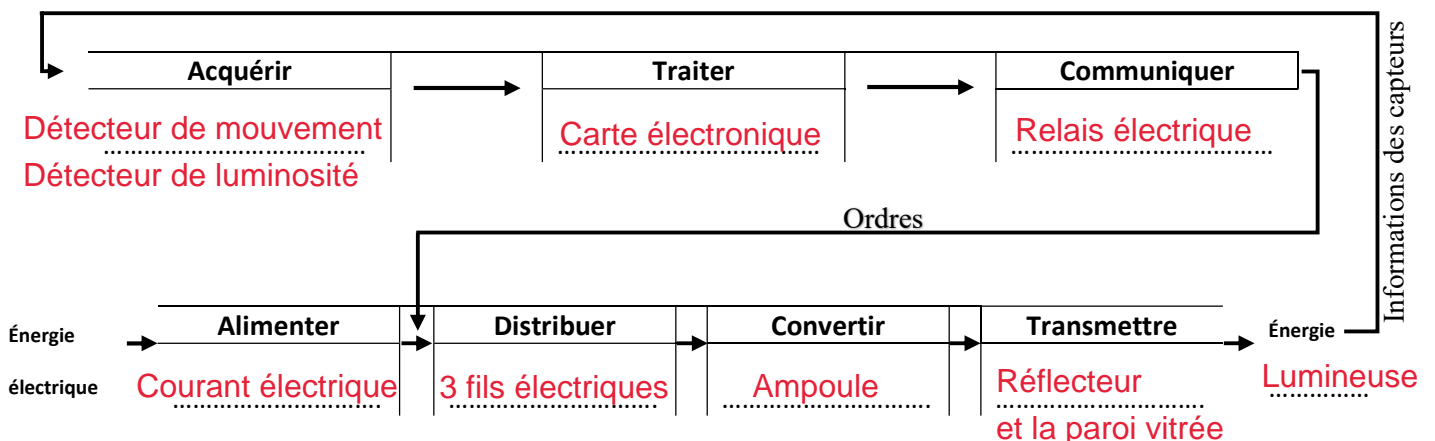 Acquérir
Traiter
Communiquer
Détecteur de mouvement
Détecteur de luminosité
Carte électronique
Relais électrique
Informations des capteurs
Ordres
Énergie
électrique
Alimenter
Distribuer
Convertir
Transmettre
Énergie
Courant électrique
3 fils électriques
Ampoule
Réflecteur
et la paroi vitrée
Lumineuse